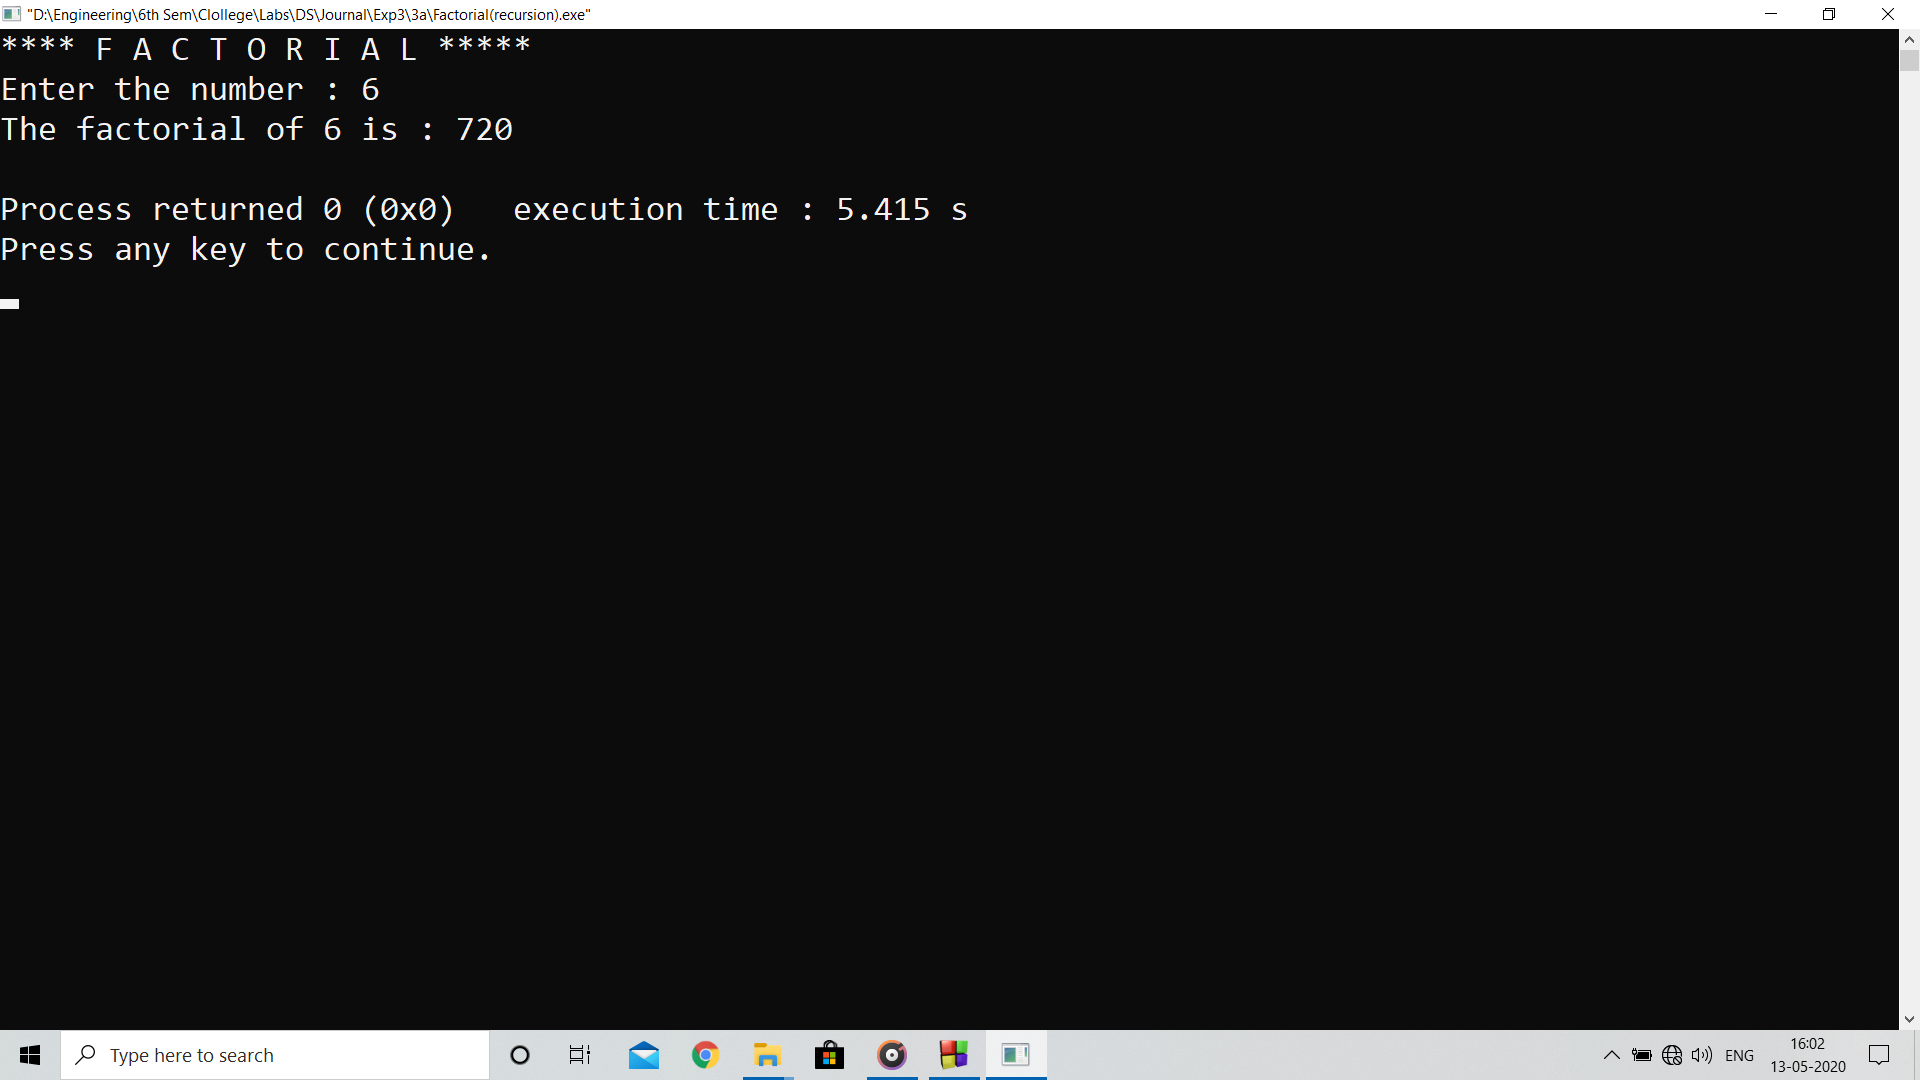 "D:\Engineering\6th Sem\Clollege\Labs\DS\Journal\Exp3\3a\Factorial(recursion).exe"
**** F A C T O R I A L *****
Enter the number : 6
The factorial of 6 is : 720
Process returned 0 (0x0)   execution time : 5.415 s
Press any key to continue.
Type here to search
ENG
16:02
13-05-2020